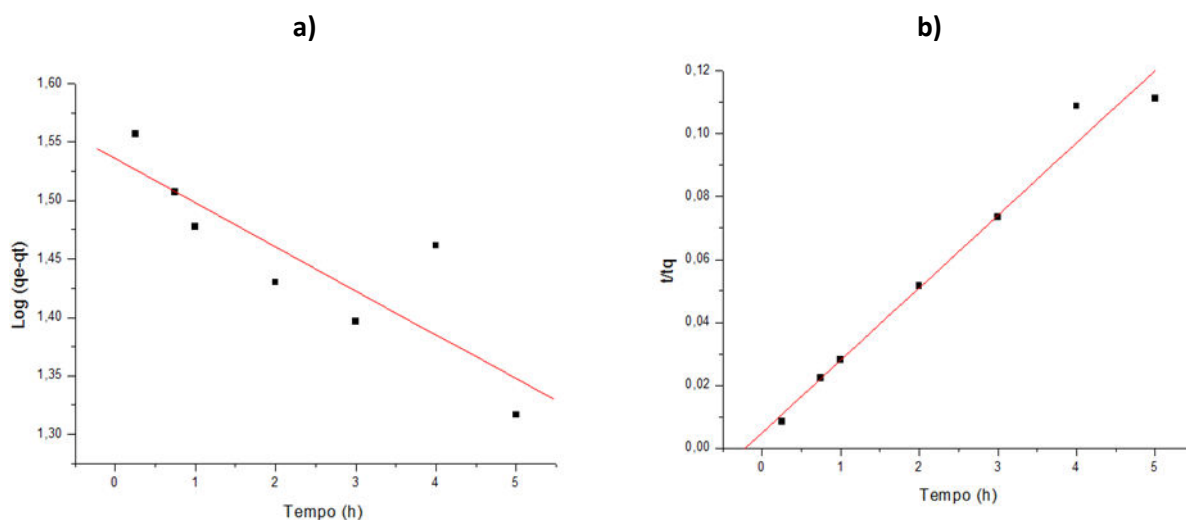 a)
1,60
1,55
1,50
1,45
1,40
1,35
1,30
Log (qe-qt)
0 1 2 3 4 5
Tempo (h)
b)
0,12
0,10
0,08
0,06
0,04
0,02
0,00
t/tq
0 1 2 3 4 5
Tempo (h)